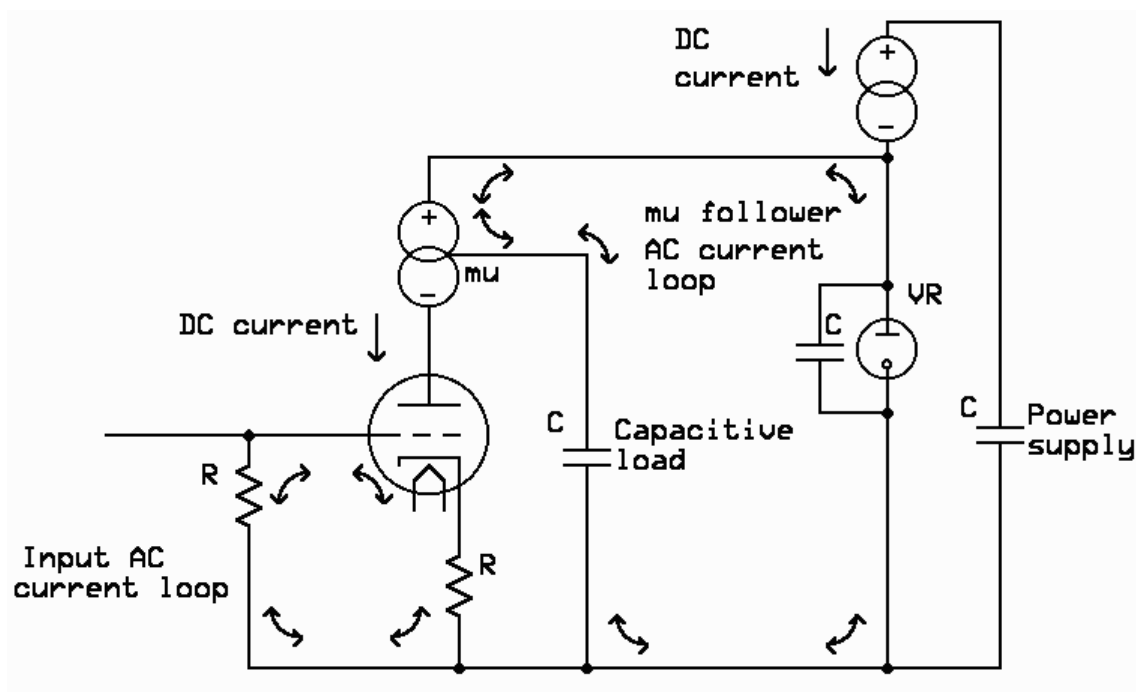 DC
current
+
−
+
mu
−
mu follower
AC current
loop
VR
C
DC current
C
Capacitive
load
C
Power
supply
R
Input AC
current loop
R